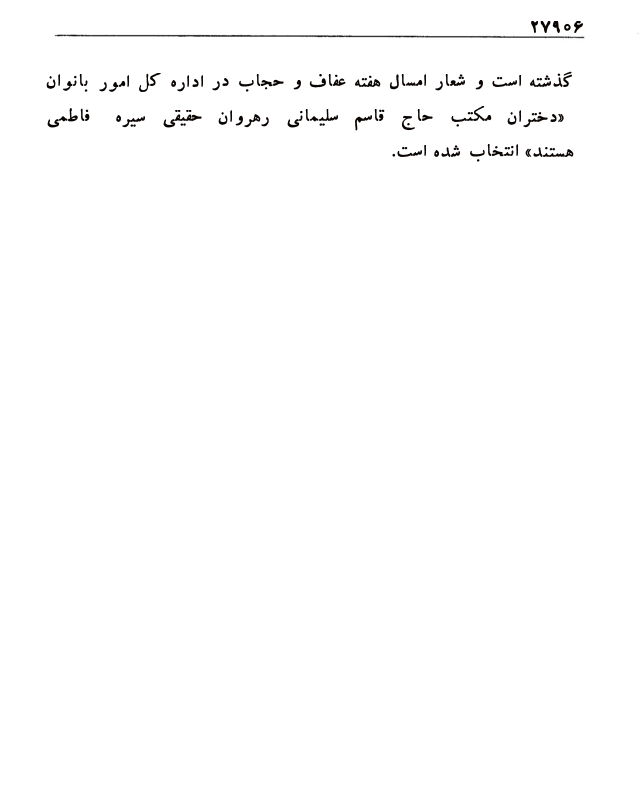 ۲۷۹۰۶
گذشته است و شعار امسال هفته عفاف و حجاب در اداره کل امور بانوان
«دختران مکتب حاج قاسم سلیمانی رهروان حقیقی سیره فاطمی
هستند» انتخاب شده است.